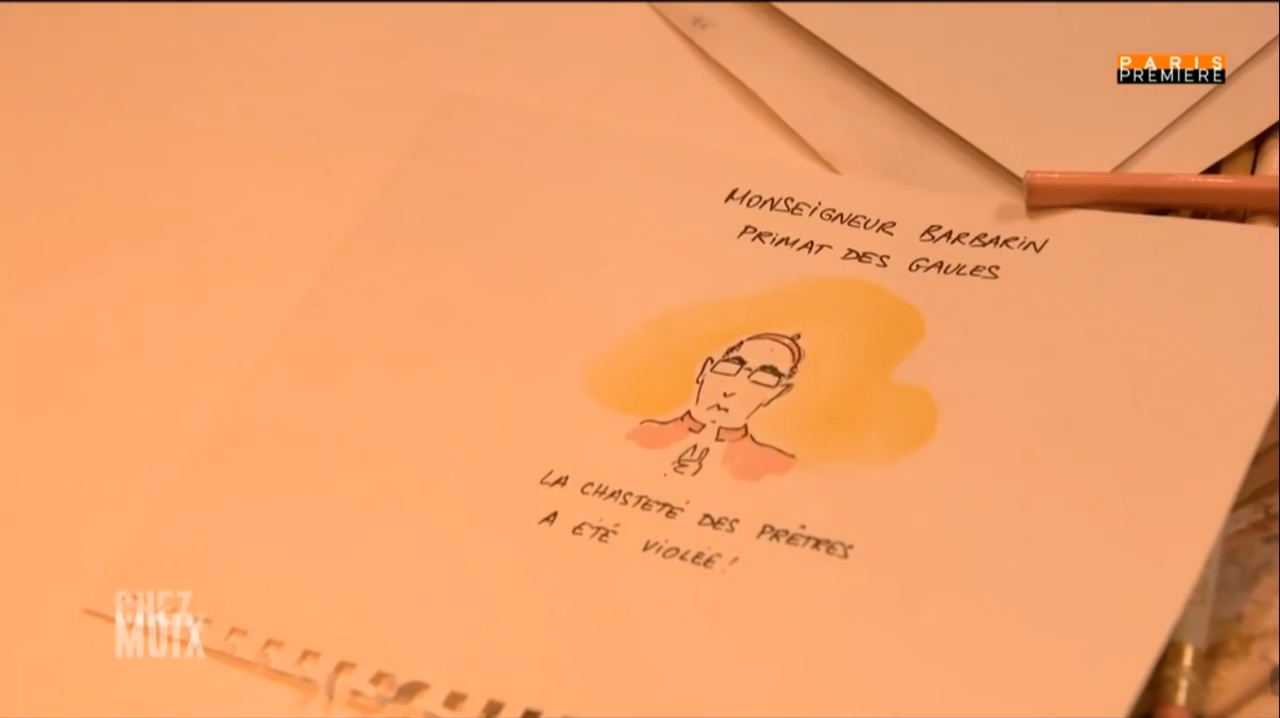 PARIS
PREMIERE
MONSEIGNEUR BARBARIN
PRIMAT DES GAULES
LA CHASTETÉ DES PRÊTRES
A ÉTÉ VIOLÉE!
CHEZ
MOIX